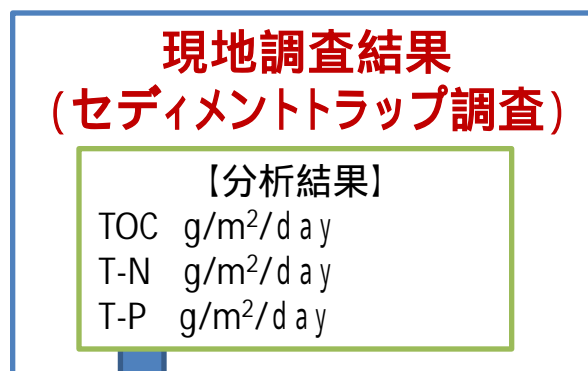 現地調査結果
(セディメントトラップ調査)
【分析結果】
TOC g/m²/day
T-N g/m²/day
T-P g/m²/day